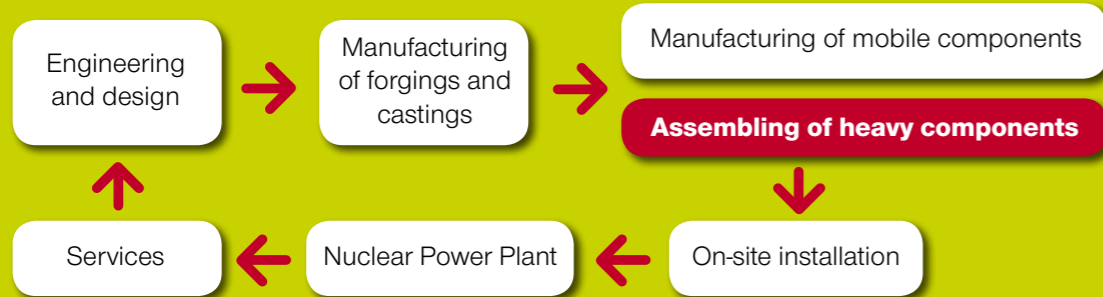 Engineering
and design
Manufacturing
of forgings and
castings
Manufacturing of mobile components
Assembling of heavy components
Services
Nuclear Power Plant
On-site installation